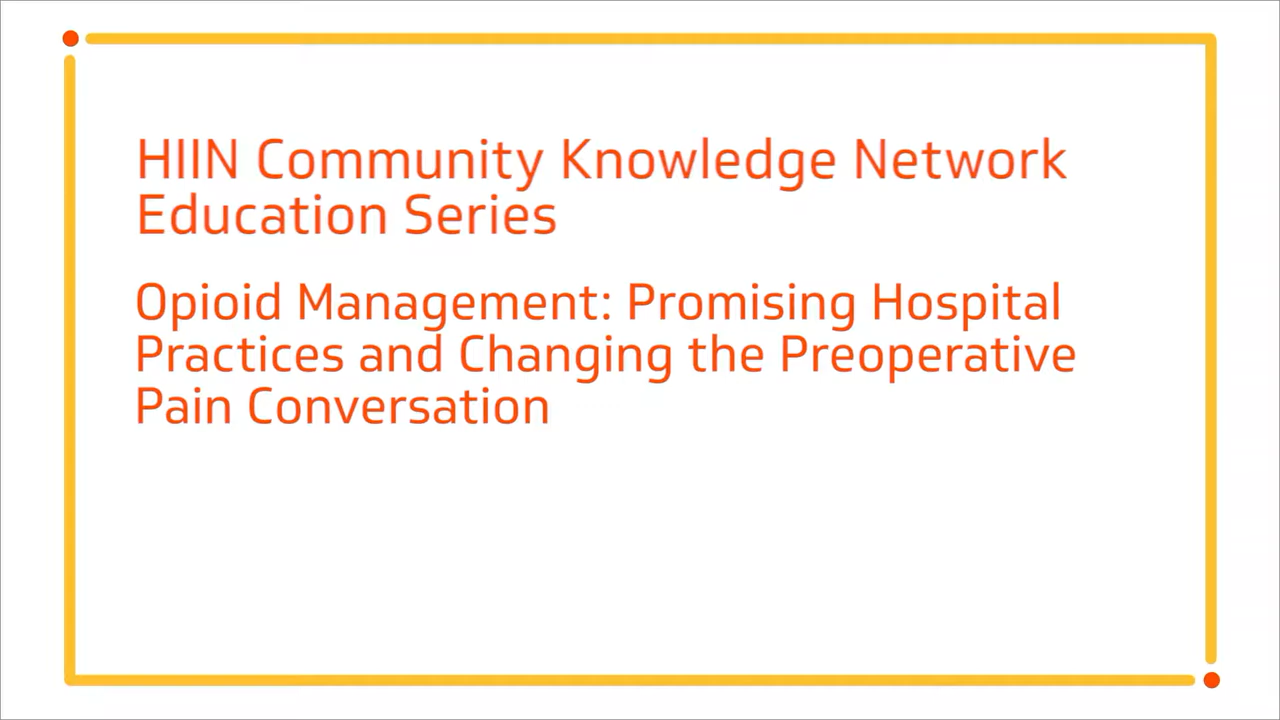 HIIN Community Knowledge Network
Education Series
Opioid Management: Promising Hospital
Practices and Changing the Preoperative
Pain Conversation